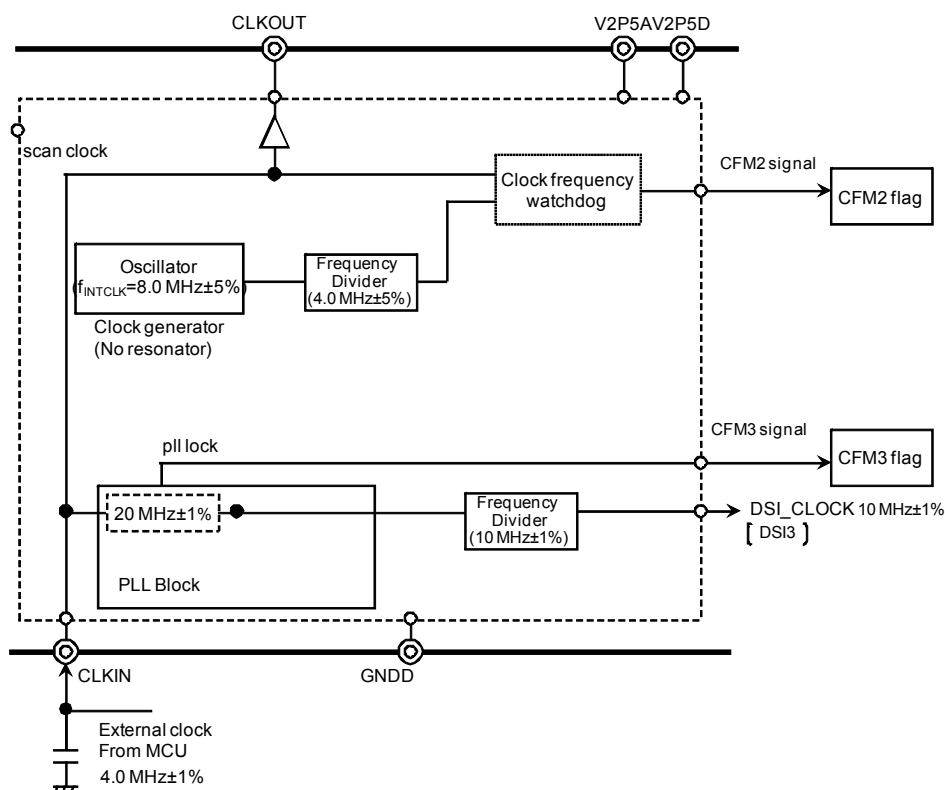 CLKOUT
V2P5AV2P5D
scan clock
Clock frequency
watchdog
CFM2 signal
CFM2 flag
Oscillator
(fINTCLK=8.0 MHz±5%)
Frequency
Divider
(4.0 MHz±5%)
Clock generator
(No resonator)
pll lock
CFM3 signal
CFM3 flag
20 MHz±1%
Frequency
Divider
(10 MHz±1%)
DSI_CLOCK 10 MHz±1%
[ DSI3 ]
PLL Block
CLKIN
GNDD
External clock
From MCU
4.0 MHz±1%